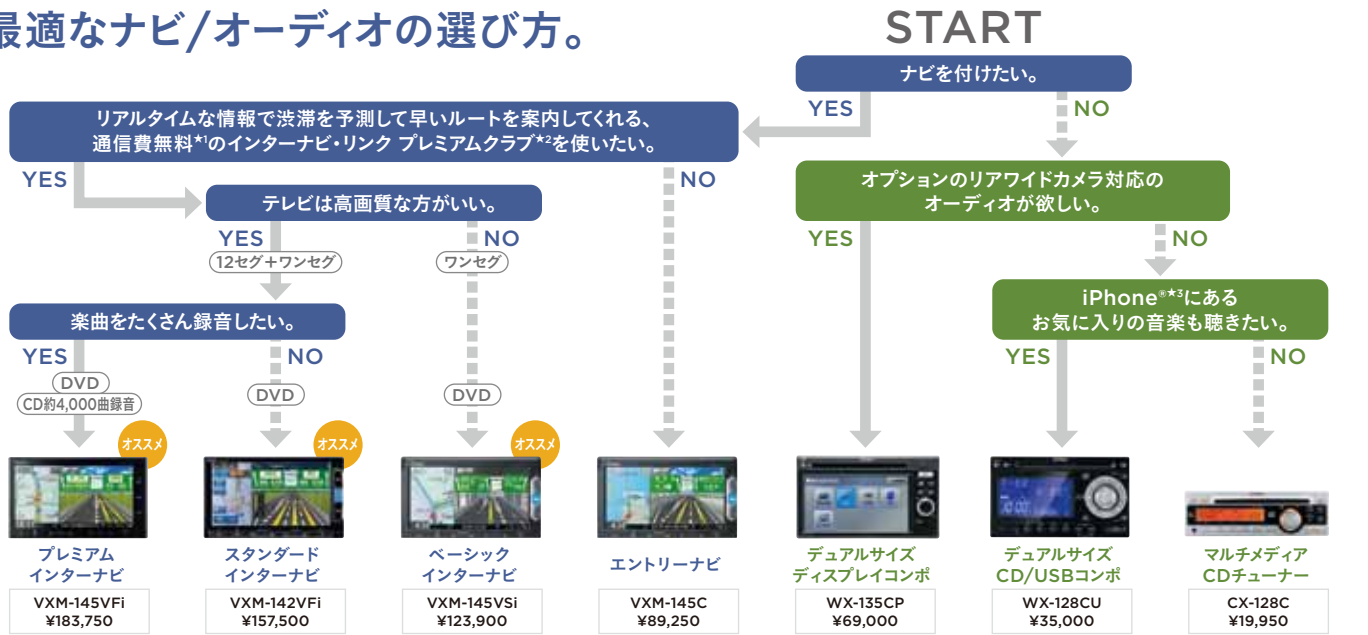 最適なナビ/オーディオの選び方。
START
ナビを付けたい。
YES
NO
リアルタイムな情報で渋滞を予測して早いルートを案内してくれる、
通信費無料★1のインターナビ・リンク プレミアムクラブ★2を使いたい。
YES
NO
テレビは高画質な方がいい。
YES
12セグ+ワンセグ
NO
ワンセグ
楽曲をたくさん録音したい。
YES
DVD
CD約4,000曲録音
NO
DVD
DVD
オプションのリアワイドカメラ対応の
オーディオが欲しい。
YES
NO
iPhone®★3にある
お気に入りの音楽も聴きたい。
YES
NO
オススメ
プレミアム
インターナビ
VXM-145VFi
¥183,750
オススメ
スタンダード
インターナビ
VXM-142VFi
¥157,500
オススメ
ベーシック
インターナビ
VXM-145VSi
¥123,900
エントリーナビ
VXM-145C
¥89,250
デュアルサイズ
ディスプレイコンポ
WX-135CP
¥69,000
デュアルサイズ
CD/USBコンポ
WX-128CU
¥35,000
マルチメディア
CDチューナー
CX-128C
¥19,950